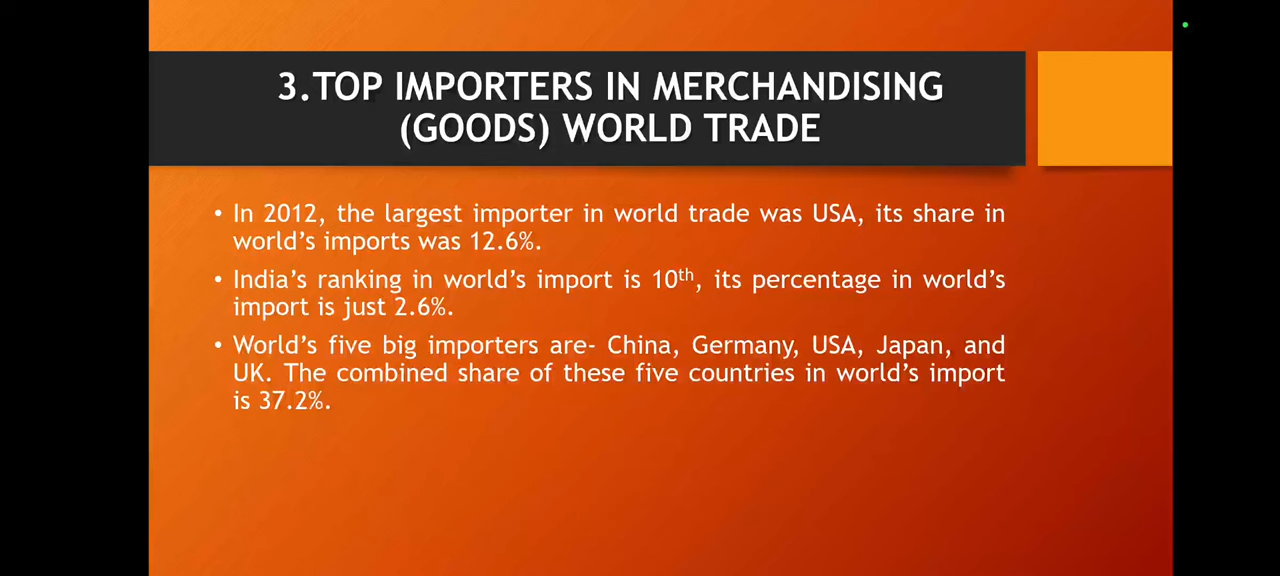 3.TOP IMPORTERS IN MERCHANDISING
(GOODS) WORLD TRADE
• In 2012, the largest importer in world trade was USA, its share in
world's imports was 12.6%.
• India's ranking in world's import is 10th, its percentage in world's
import is just 2.6%.
• World's five big importers are- China, Germany, USA, Japan, and
UK. The combined share of these five countries in world's import
is 37.2%.